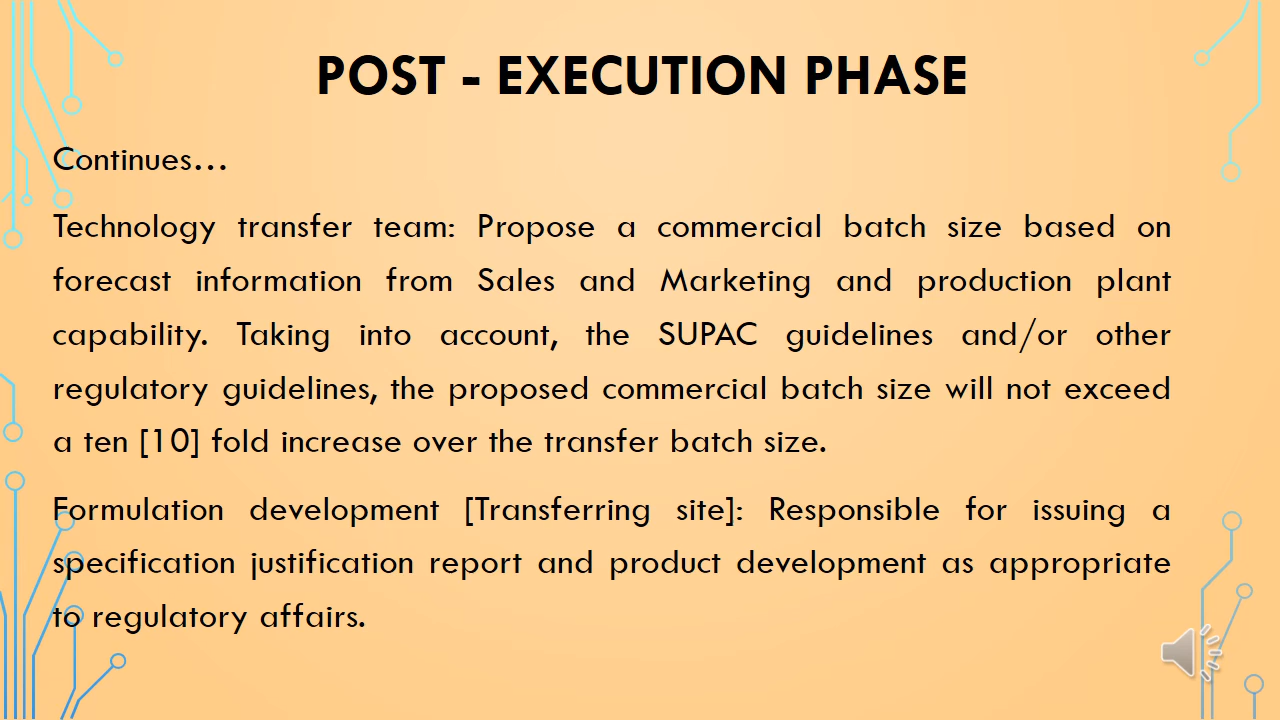 POST - EXECUTION PHASE
Continues...
Technology transfer team: Propose a commercial batch size based on
forecast information from Sales and Marketing and production plant
capability. Taking into account, the SUPAC guidelines and/or other
regulatory guidelines, the proposed commercial batch size will not exceed
a ten [10] fold increase over the transfer batch size.
Formulation development [Transferring site]: Responsible for issuing a
specification justification report and product development as appropriate
to regulatory affairs.